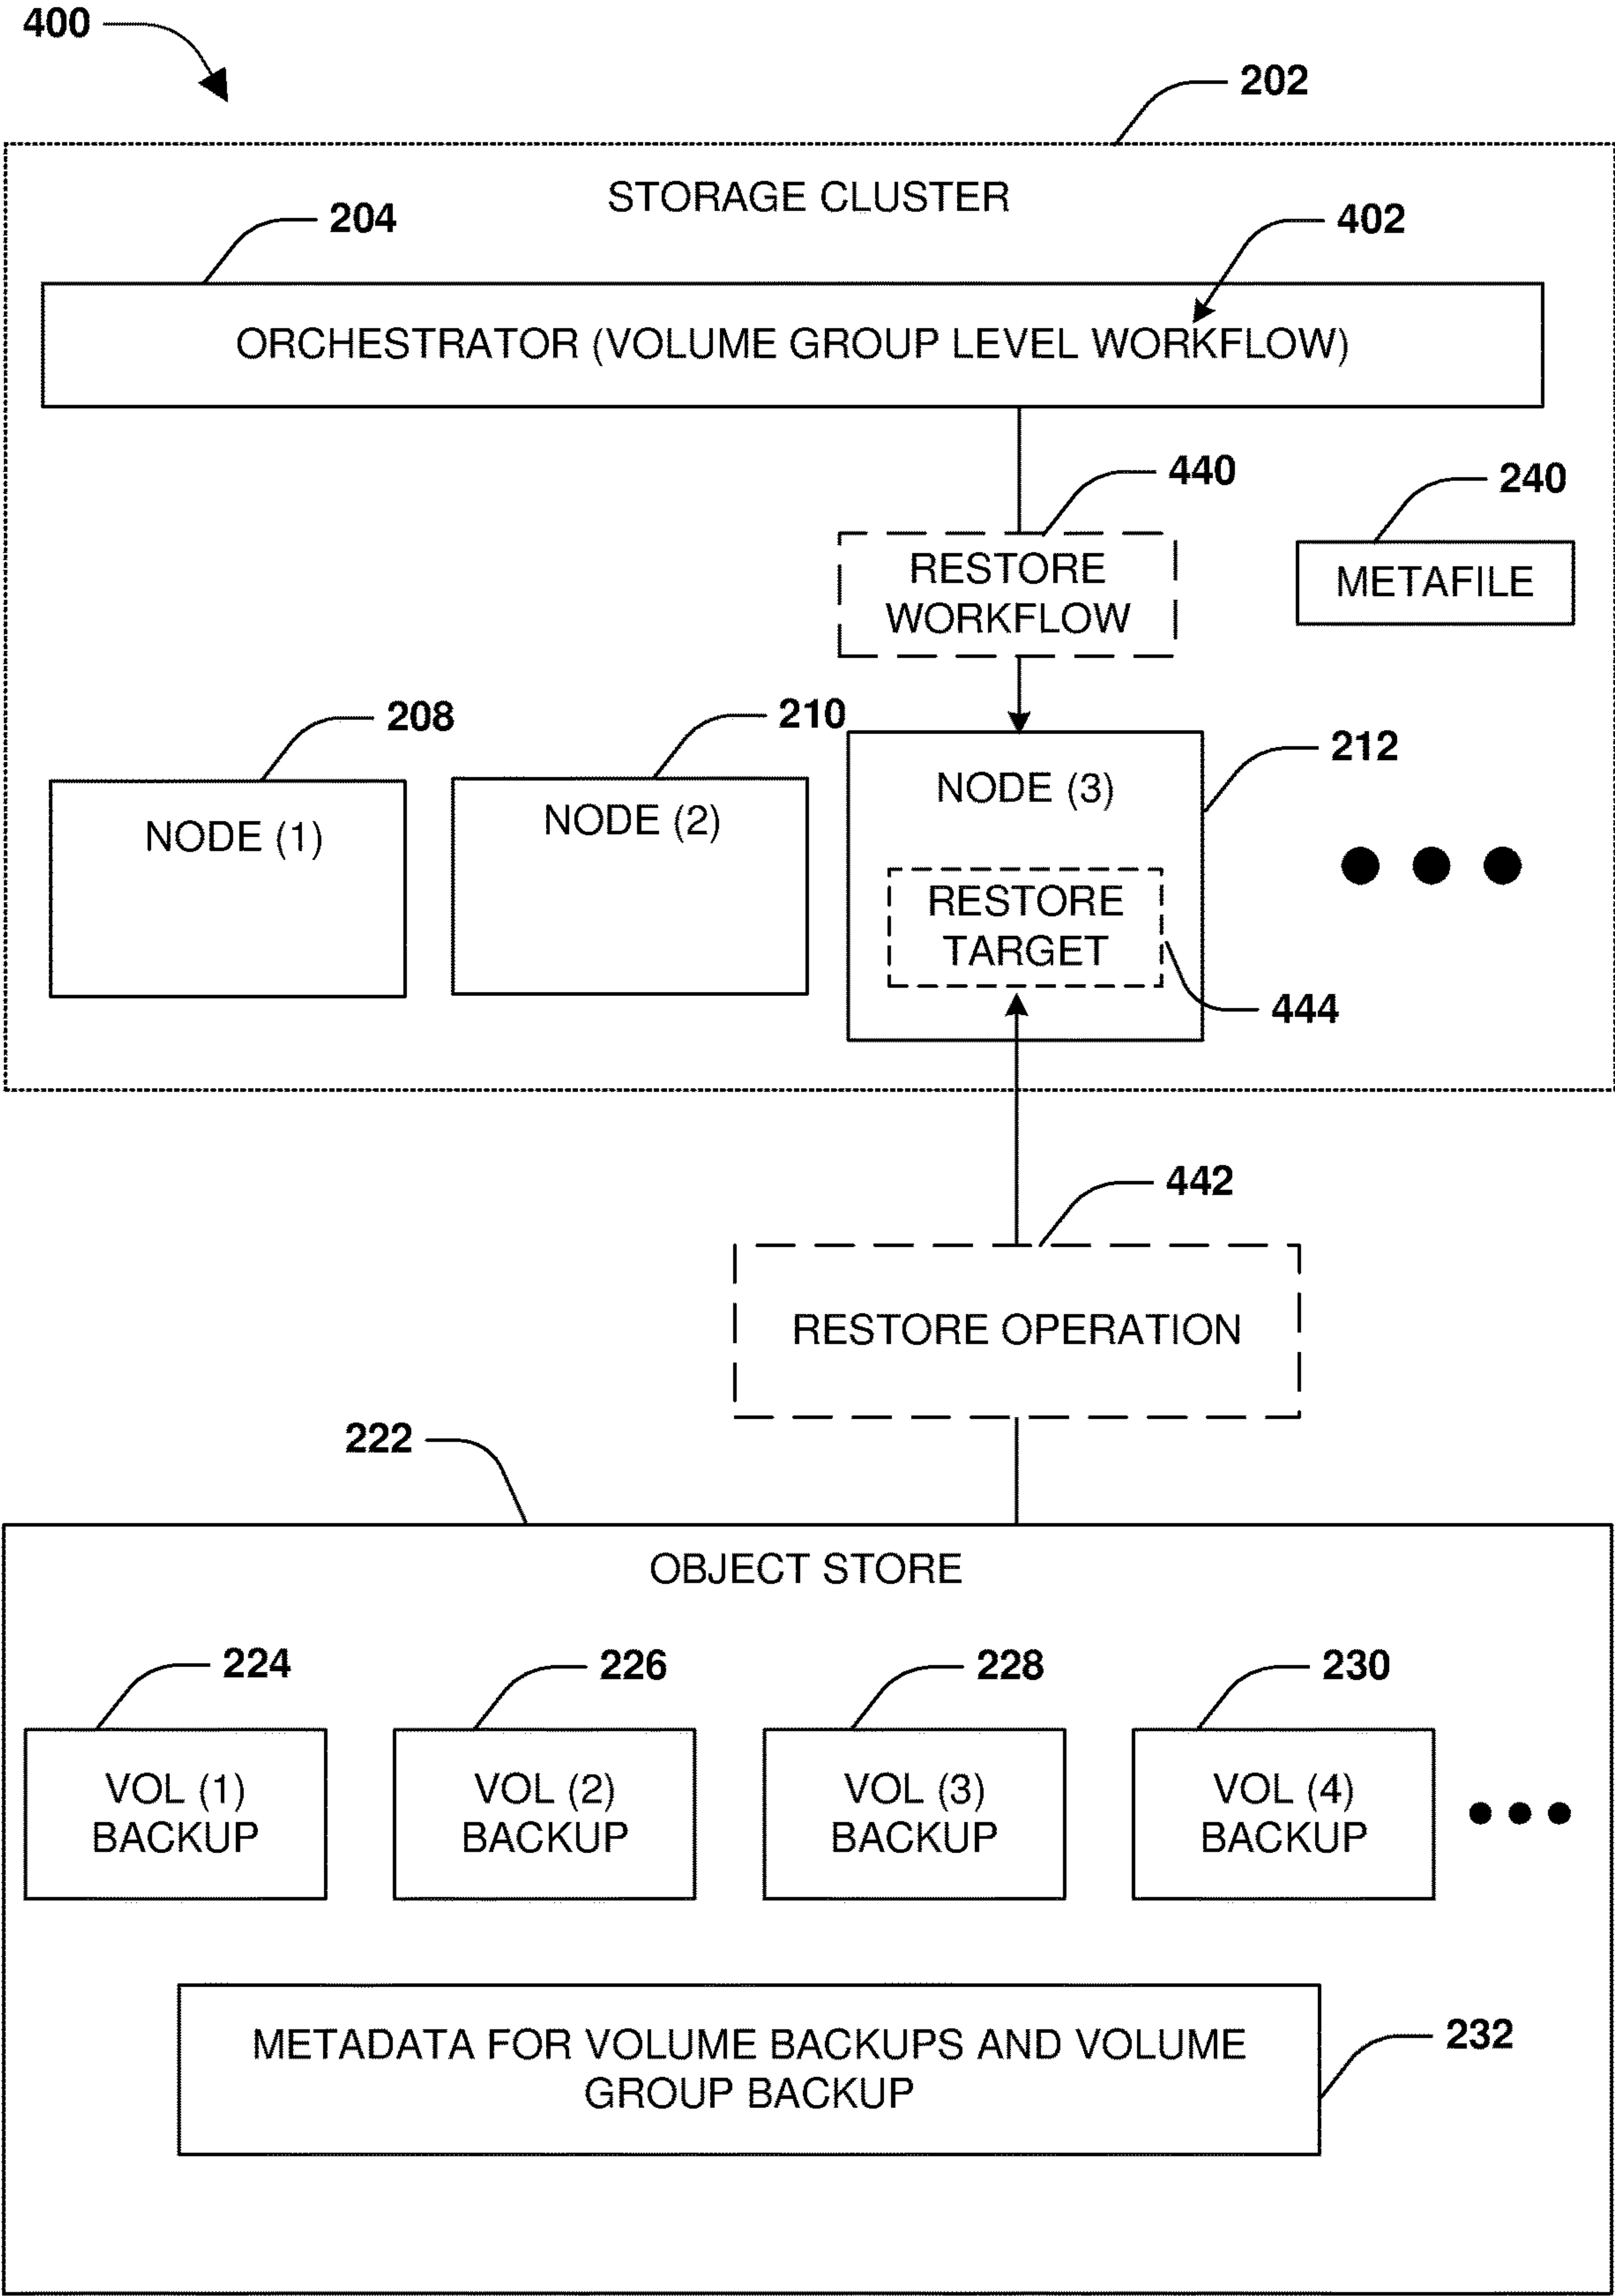 400
202
STORAGE CLUSTER
204
402
ORCHESTRATOR (VOLUME GROUP LEVEL WORKFLOW)
440
240
RESTORE
WORKFLOW
METAFILE
208
210
212
NODE (1)
NODE (2)
NODE (3)
RESTORE
TARGET
444
442
RESTORE OPERATION
222
OBJECT STORE
224
226
228
230
VOL (1)
BACKUP
VOL (2)
BACKUP
VOL (3)
BACKUP
VOL (4)
BACKUP
METADATA FOR VOLUME BACKUPS AND VOLUME
GROUP BACKUP
232